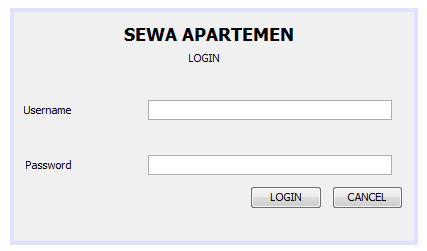 SEWA APARTEMEN
LOGIN
Username
Password
LOGIN CANCEL